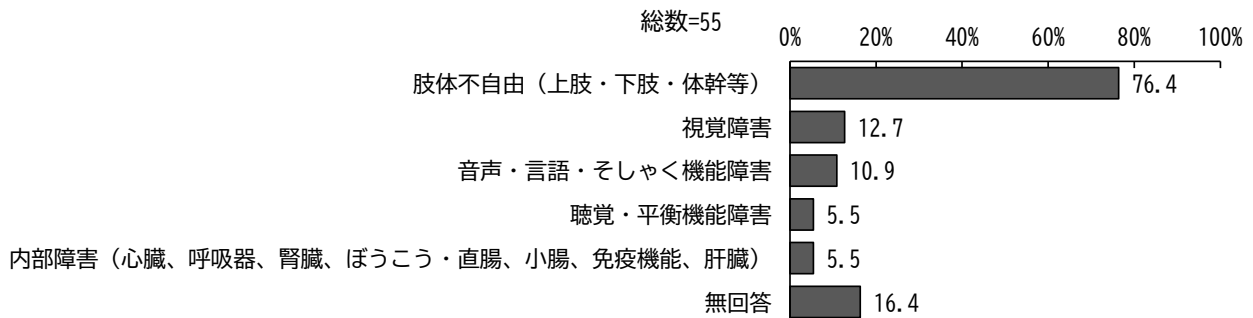 総数=55
0% 20% 40% 60% 80% 100%
肢体不自由（上肢・下肢・体幹等） 76.4
視覚障害 12.7
音声・言語・そしゃく機能障害 10.9
聴覚・平衡機能障害 5.5
内部障害（心臓、呼吸器、腎臓、ぼうこう・直腸、小腸、免疫機能、肝臓） 5.5
無回答 16.4